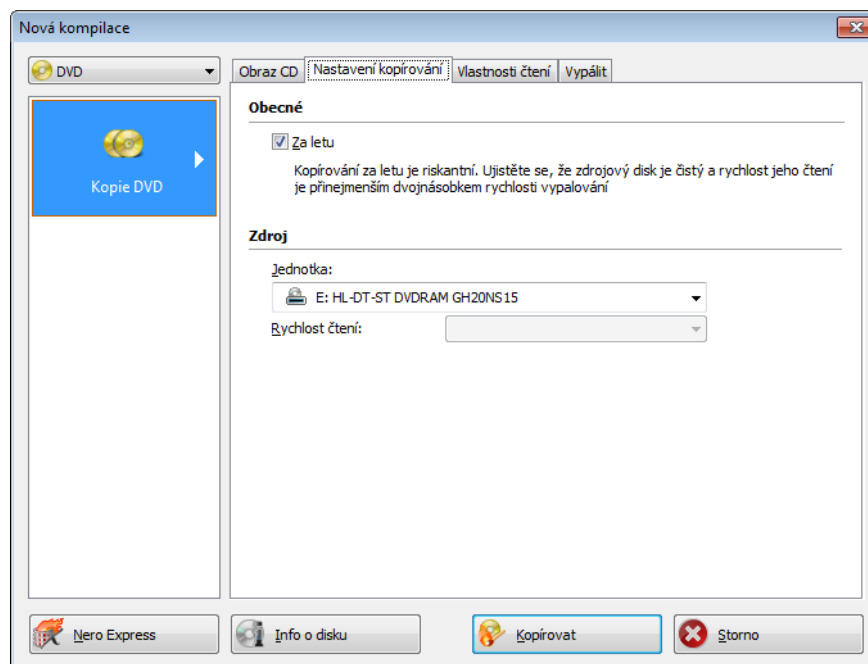 Nová kompilace
DVD
Obraz CD
Nastavení kopírování
Vlastnosti čtení
Vypálit
Kopie DVD
Obecné
Za letu
Kopírování za letu je riskantní. Ujistěte se, že zdrojový disk je čistý a rychlost jeho čtení
je přinejmenším dvojnásobkem rychlosti vypalování
Zdroj
Jednotka:
E: HL-DT-ST DVDRAM GH20NS15
Rychlost čtení:
Nero Express
Info o disku
Kopírovat
Storno